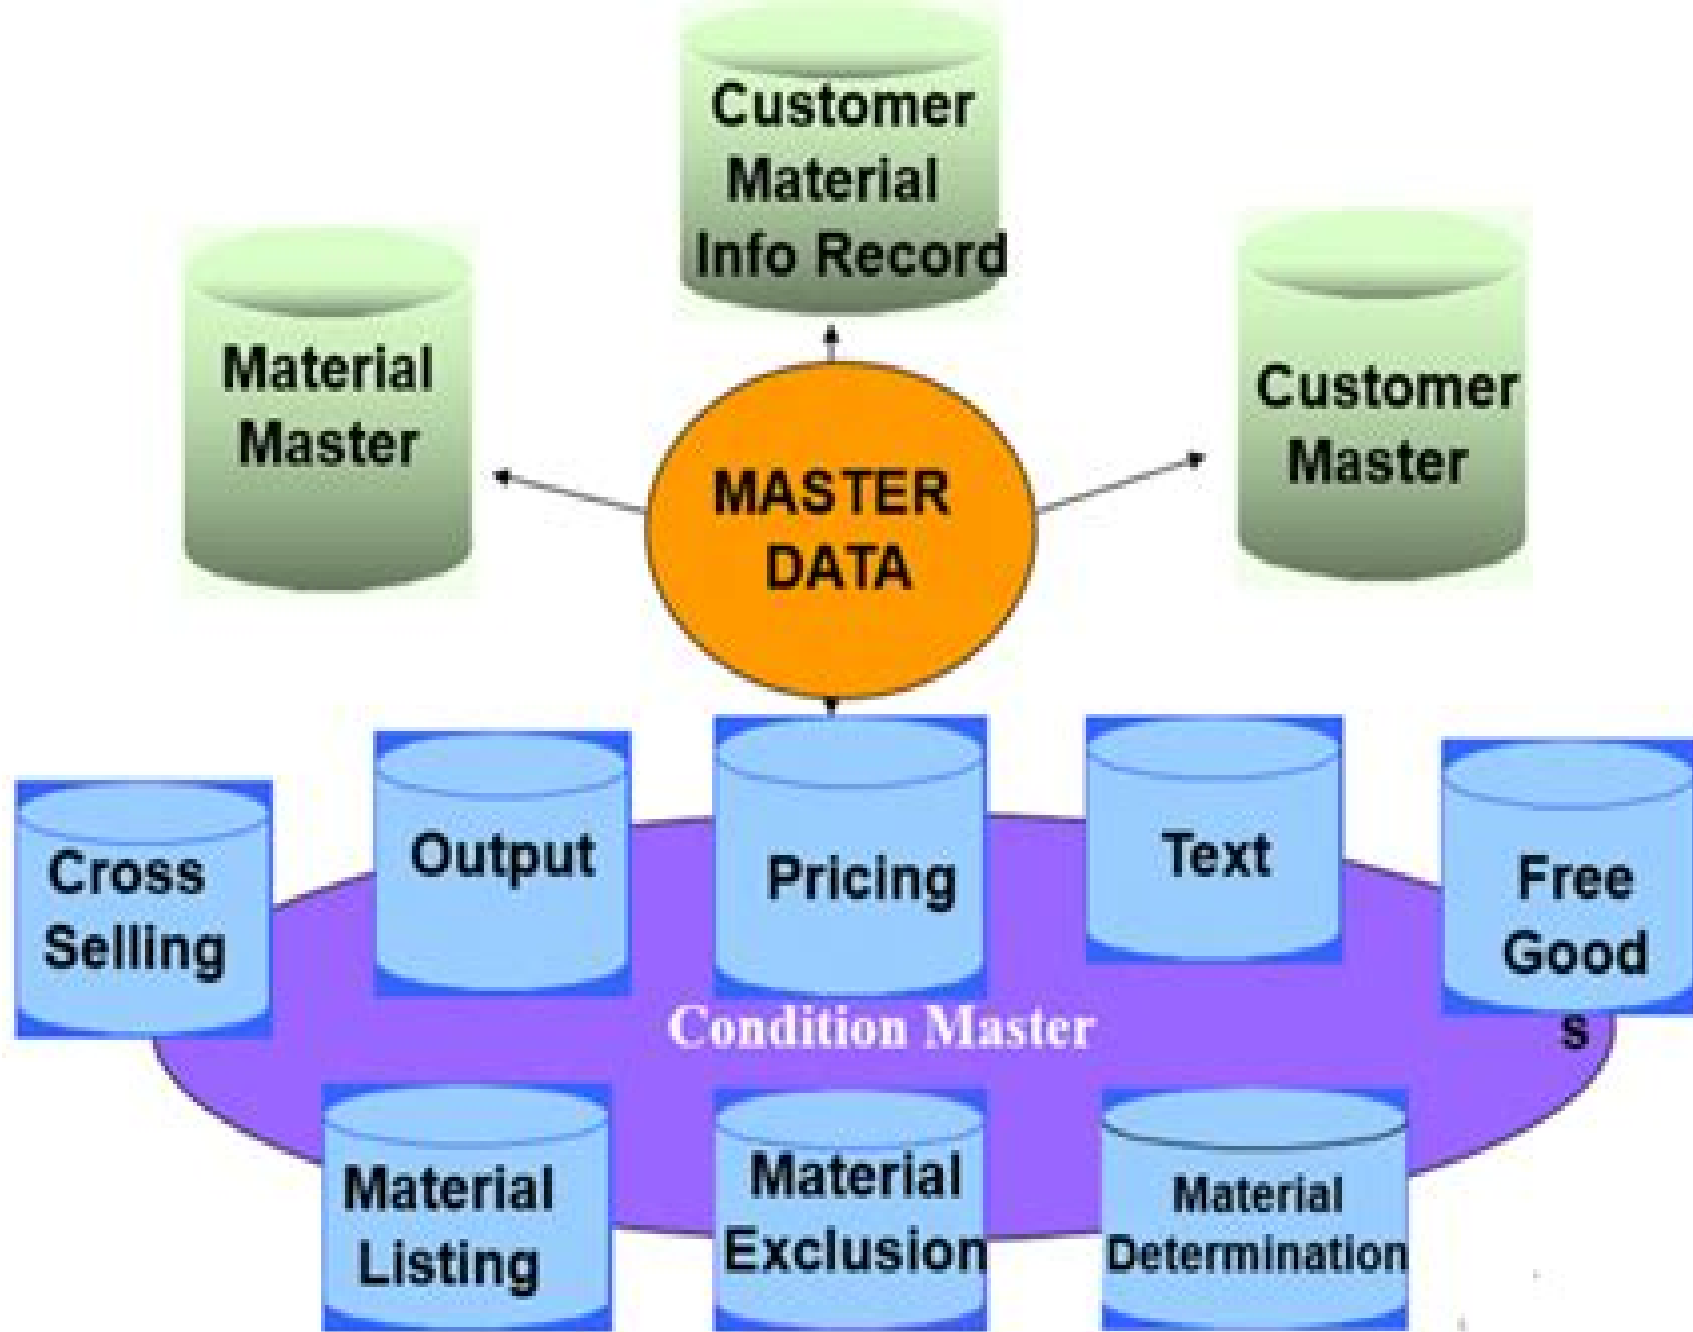 Customer
Material
Info Record
Material
Master
Customer
Master
MASTER
DATA
Cross
Selling
Output
Pricing
Text
Free
Good
s
Condition Master
Material
Listing
Material
Exclusion
Material
Determination